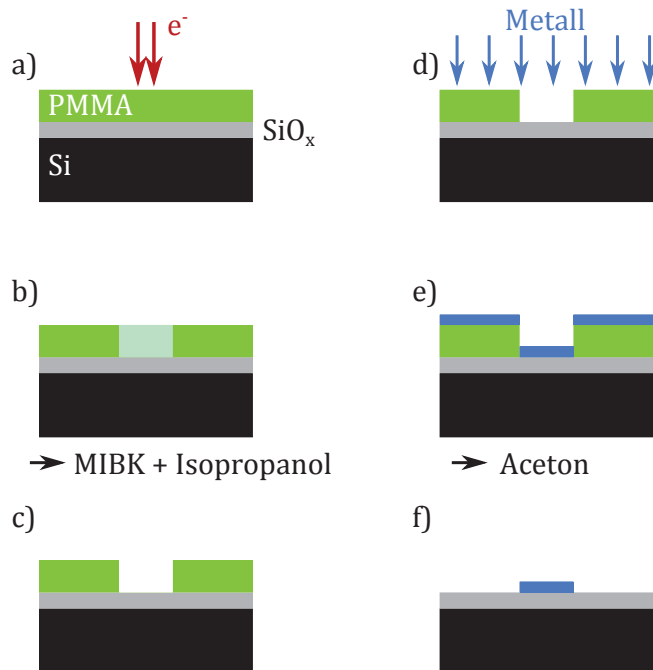 a)
e⁻
PMMA
SiOₓ
Si
b)
MIBK + Isopropanol
c)
Metall
d)
e)
Aceton
f)